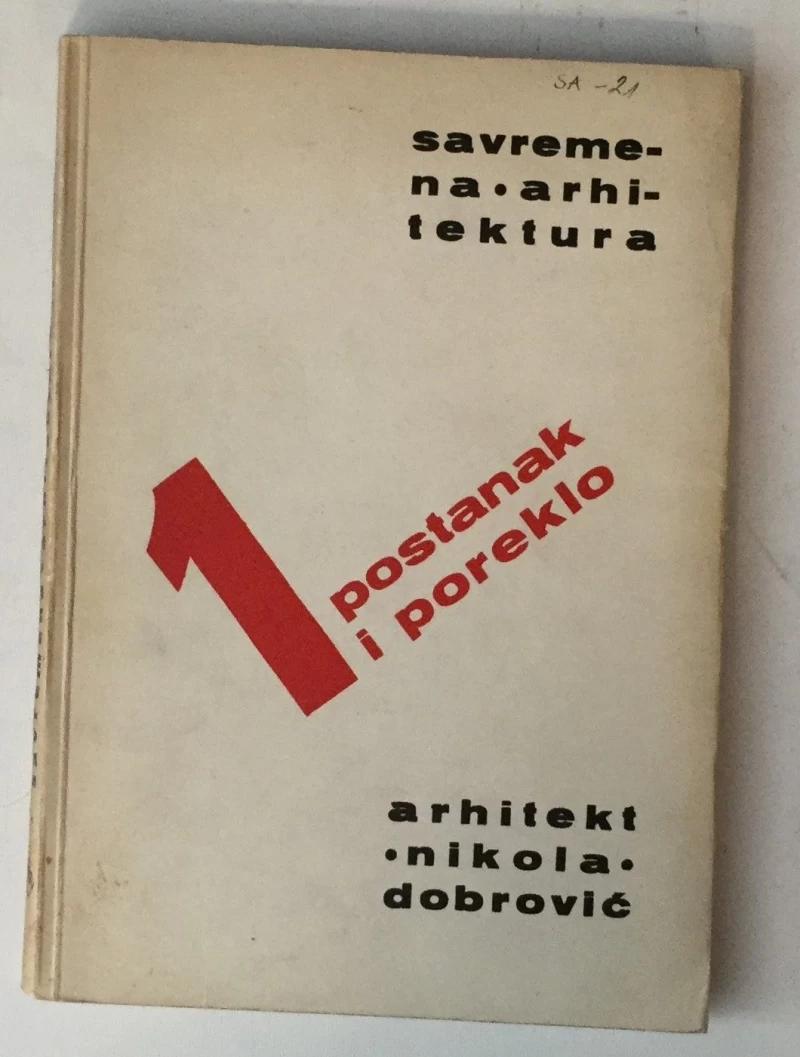 SA - 21
savreme-
na•arhi-
tektura
1
postanak
i poreklo
arhitekt
•nikola•
dobrović